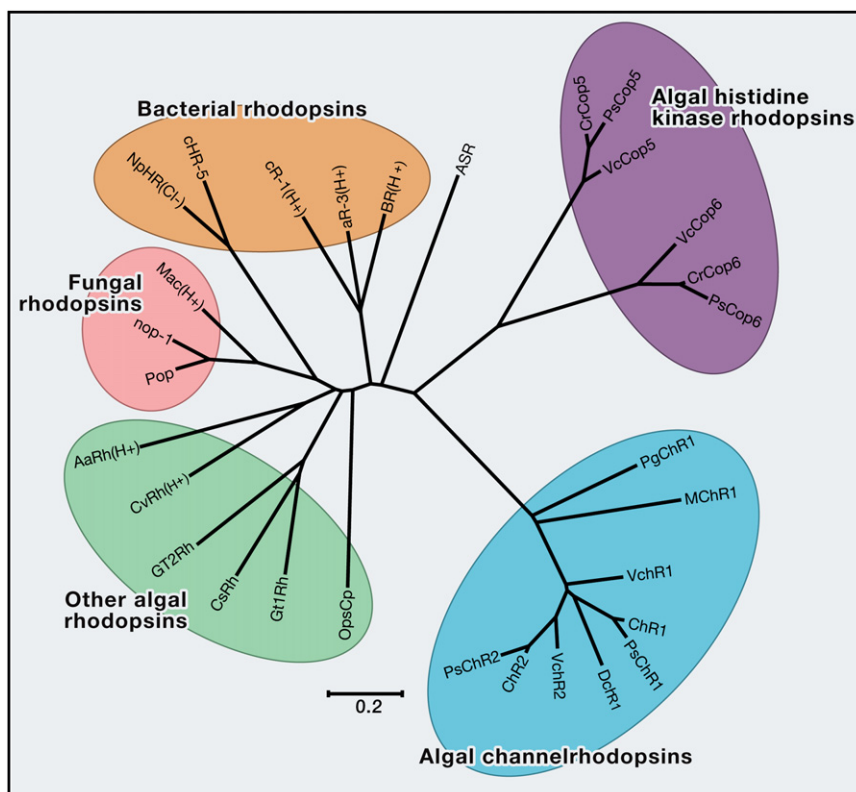 Bacterial rhodopsins
NpHR(Cl-)
cHR-5
cR-1(H+)
aR-3(H+)
BR(H+)
ASR
Algal histidine
kinase rhodopsins
CrCop5
PsCop5
VcCop5
VcCop6
CrCop6
PsCop6
Fungal
rhodopsins
Mac(H+)
nop-1
Pop
AaRh(H+)
CvRh(H+)
GT2Rh
CsRh
Gt1Rh
OpsCp
Other algal
rhodopsins
0.2
PgChR1
MChR1
VchR1
ChR1
PsChR1
DchR1
VchR2
ChR2
PsChR2
Algal channelrhodopsins